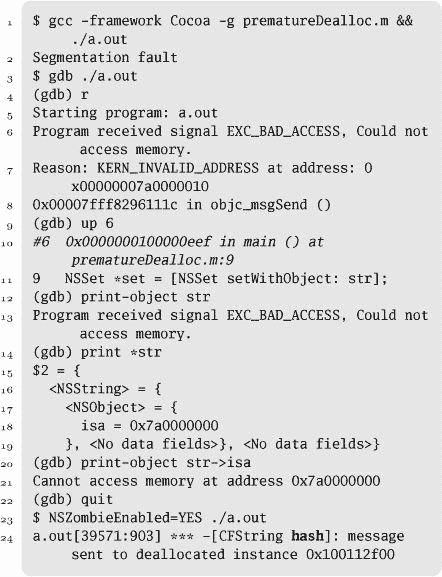 1 $ gcc -framework Cocoa -g prematureDealloc.m &&
./a.out
2 Segmentation fault
3 $ gdb ./a.out
4 (gdb) r
5 Starting program: a.out
6 Program received signal EXC_BAD_ACCESS, Could not
access memory.
7 Reason: KERN_INVALID_ADDRESS at address: 0
x00000007a0000010
8 0x00007fff8296111c in objc_msgSend ()
9 (gdb) up 6
10 #6  0x0000000100000eef in main () at
prematureDealloc.m:9
11 9   NSSet *set = [NSSet setWithObject: str];
12 (gdb) print-object str
13 Program received signal EXC_BAD_ACCESS, Could not
access memory.
14 (gdb) print *str
15 $2 = {
16 <NSString> = {
17 <NSObject> = {
18 isa = 0x7a0000000
19 }, <No data fields>}, <No data fields>}
20 (gdb) print-object str->isa
21 Cannot access memory at address 0x7a0000000
22 (gdb) quit
23 $ NSZombieEnabled=YES ./a.out
24 a.out[39571:903] *** -[CFString hash]: message
sent to deallocated instance 0x100112f00